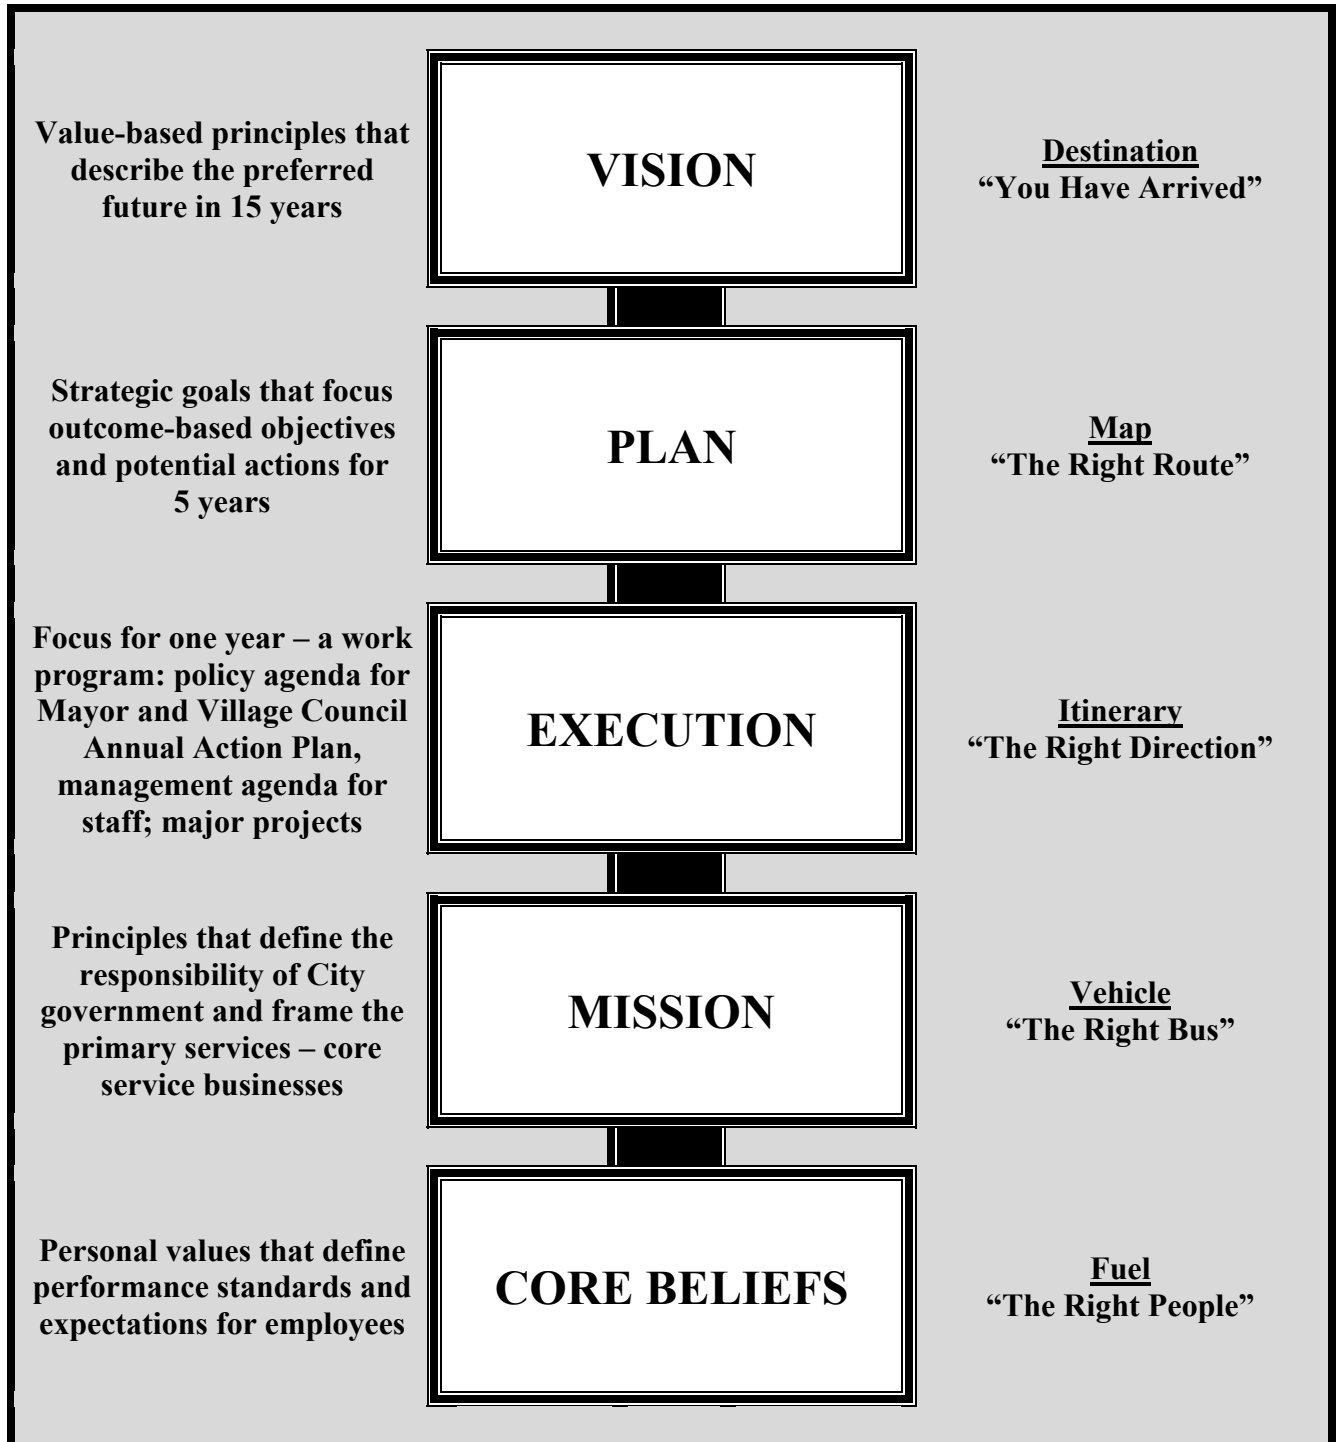 Value-based principles that
describe the preferred
future in 15 years
VISION
Destination
“You Have Arrived”
Strategic goals that focus
outcome-based objectives
and potential actions for
5 years
PLAN
Map
“The Right Route”
Focus for one year – a work
program: policy agenda for
Mayor and Village Council
Annual Action Plan,
management agenda for
staff; major projects
EXECUTION
Itinerary
“The Right Direction”
Principles that define the
responsibility of City
government and frame the
primary services – core
service businesses
MISSION
Vehicle
“The Right Bus”
Personal values that define
performance standards and
expectations for employees
CORE BELIEFS
Fuel
“The Right People”